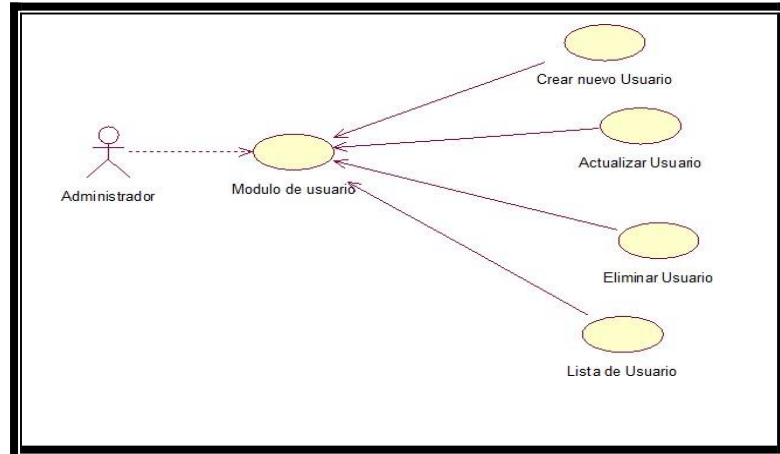 Crear nuevo Usuario
Actualizar Usuario
Administrador
Modulo de usuario
Eliminar Usuario
Lista de Usuario